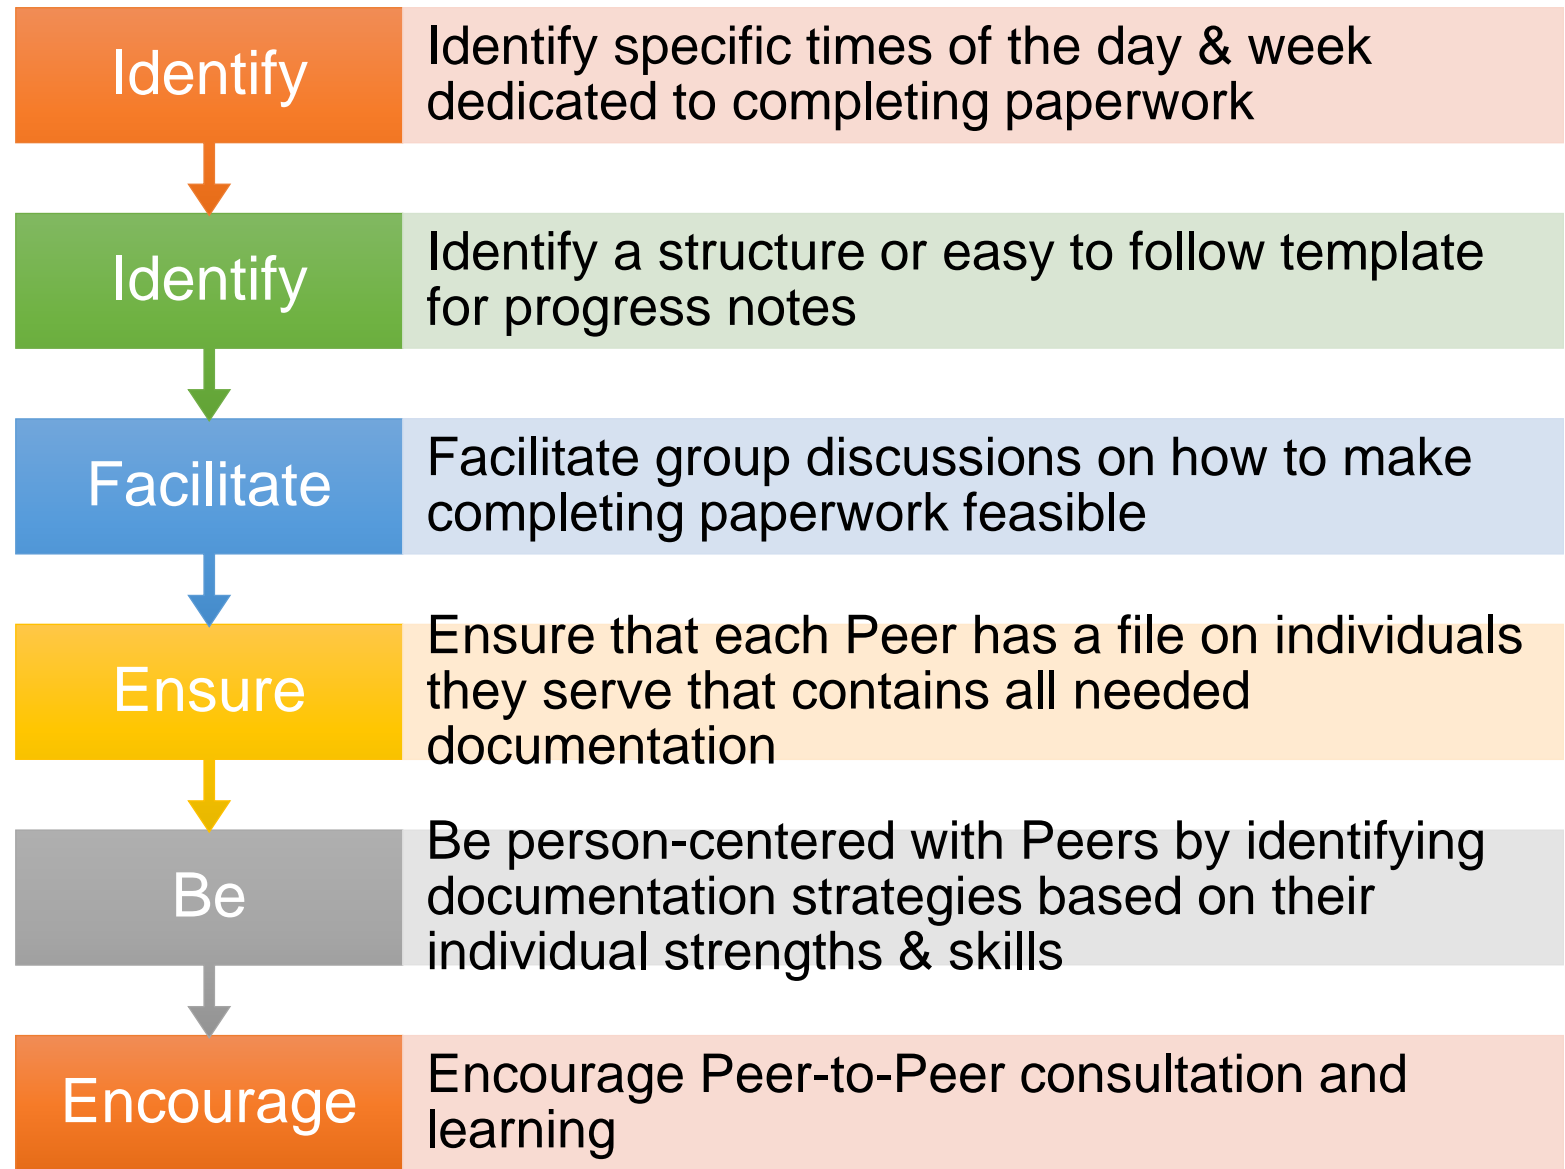 Identify
Identify specific times of the day & week
dedicated to completing paperwork
Identify
Identify a structure or easy to follow template
for progress notes
Facilitate
Facilitate group discussions on how to make
completing paperwork feasible
Ensure
Ensure that each Peer has a file on individuals
they serve that contains all needed
documentation
Be
Be person-centered with Peers by identifying
documentation strategies based on their
individual strengths & skills
Encourage
Encourage Peer-to-Peer consultation and
learning